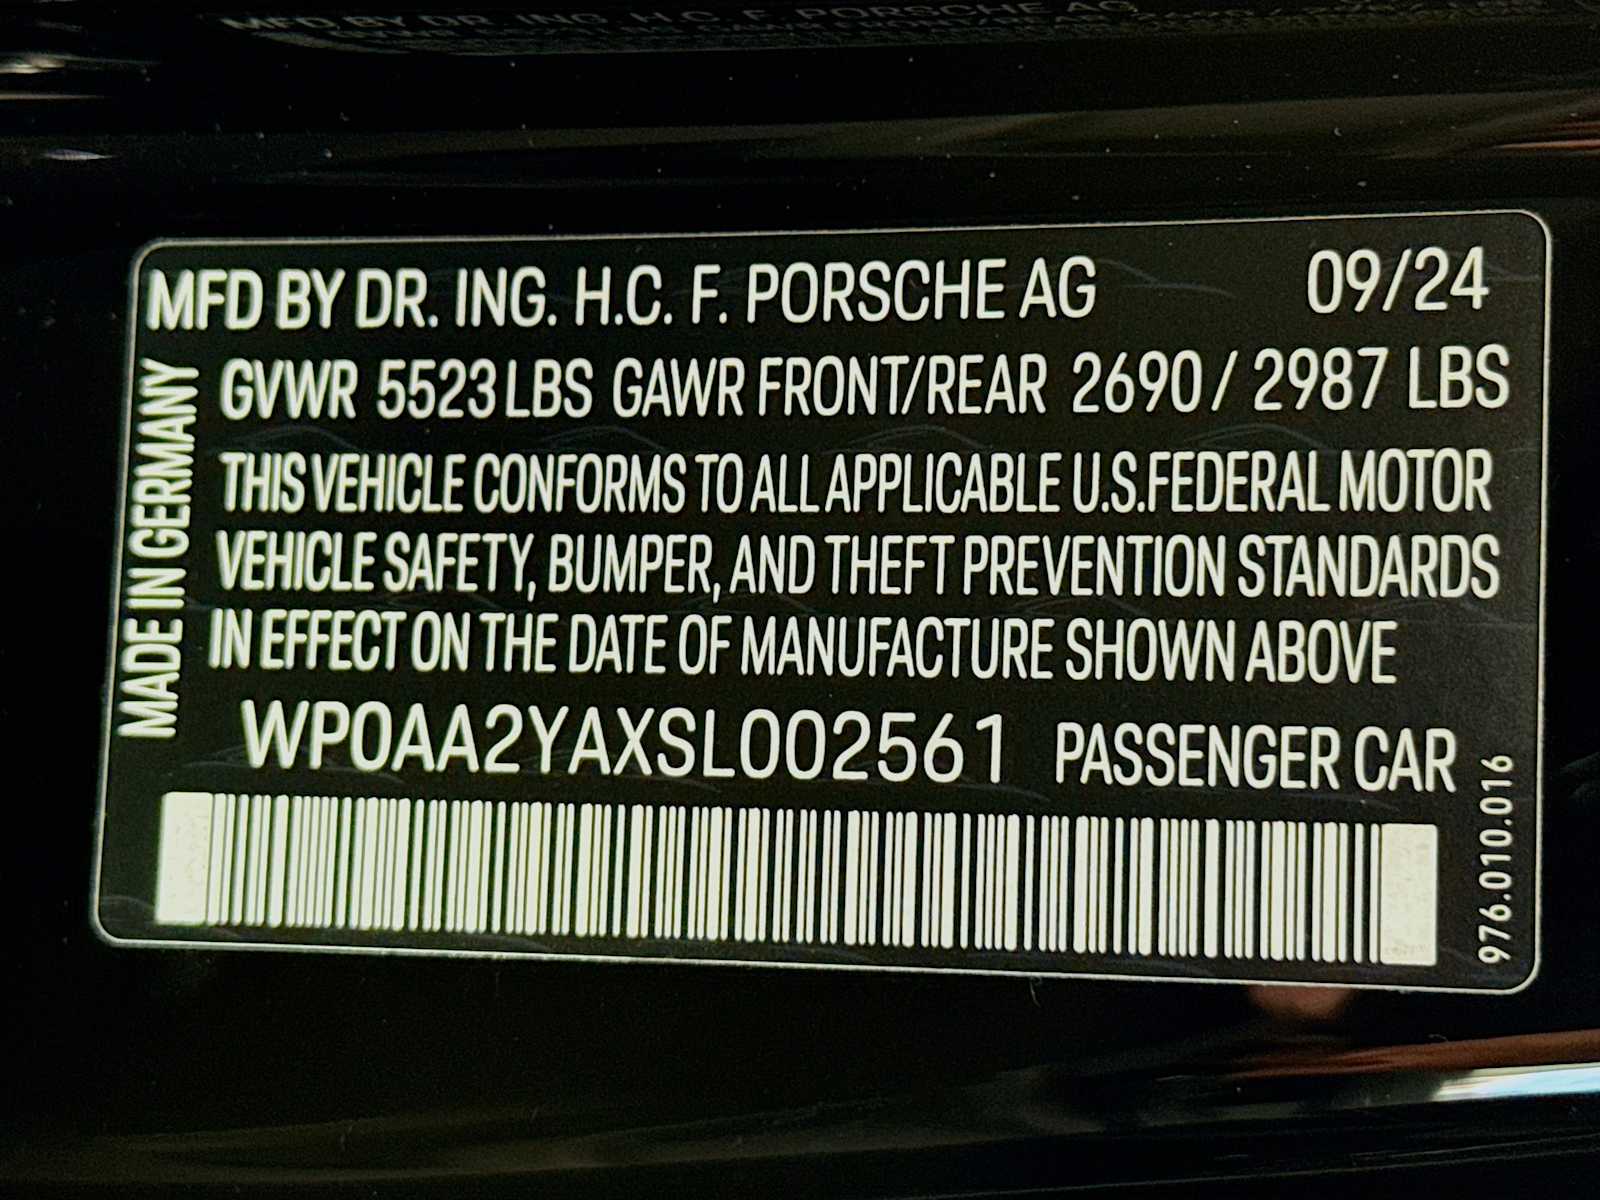 MFD BY DR. ING. H.C. F. PORSCHE AG 09/24
GVWR 5523 LBS GAWR FRONT/REAR 2690 / 2987 LBS
THIS VEHICLE CONFORMS TO ALL APPLICABLE U.S.FEDERAL MOTOR
VEHICLE SAFETY, BUMPER, AND THEFT PREVENTION STANDARDS
IN EFFECT ON THE DATE OF MANUFACTURE SHOWN ABOVE
WP0AA2YAXSL002561 PASSENGER CAR
MADE IN GERMANY
976.010.016